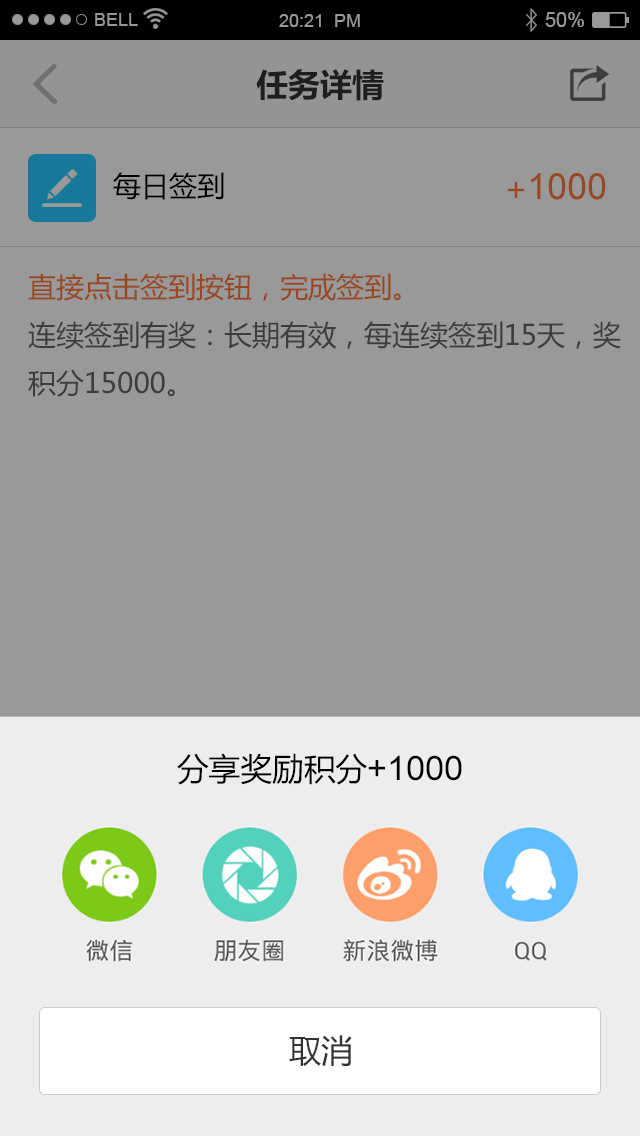 BELL 20:21 PM 50%
任务详情
每日签到 +1000
直接点击签到按钮，完成签到。
连续签到有奖：长期有效，每连续签到15天，奖
积分15000。
分享奖励积分+1000
微信 朋友圈 新浪微博 QQ
取消